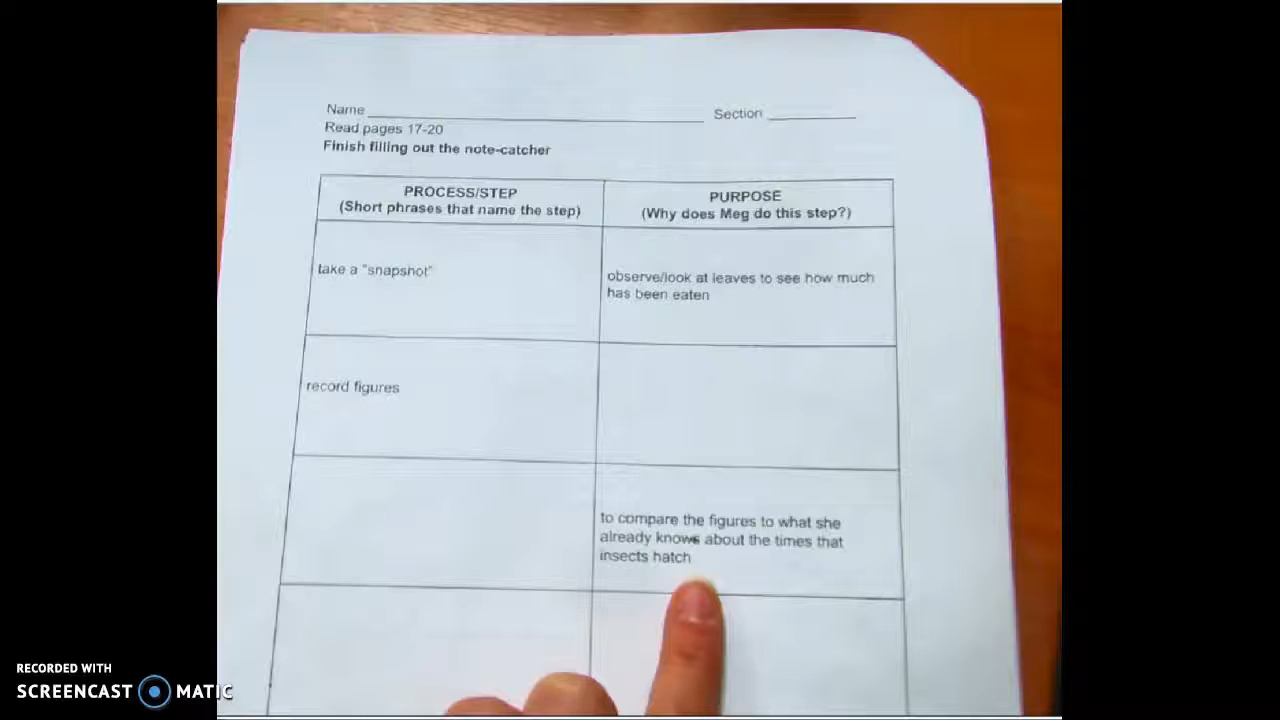 Name
Section
Read pages 17-20
Finish filling out the note-catcher
PROCESS/STEP
(Short phrases that name the step)
PURPOSE
(Why does Meg do this step?)
take a "snapshot"
observe/look at leaves to see how much
has been eaten
record figures
to compare the figures to what she
already knows about the times that
insects hatch
RECORDED WITH
SCREENCAST MATIC